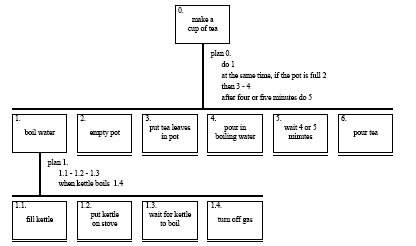 0.
make a
cup of tea
plan 0.
do 1
at the same time, if the pot is full 2
then 3 - 4
after four or five minutes do 5
1.
boil water
2.
empty pot
3.
put tea leaves
in pot
4.
pour in
boiling water
5.
wait 4 or 5
minutes
6.
pour tea
plan 1.
1.1 - 1.2 - 1.3
when kettle boils 1.4
1.1.
fill kettle
1.2.
put kettle
on stove
1.3.
wait for kettle
to boil
1.4.
turn off gas